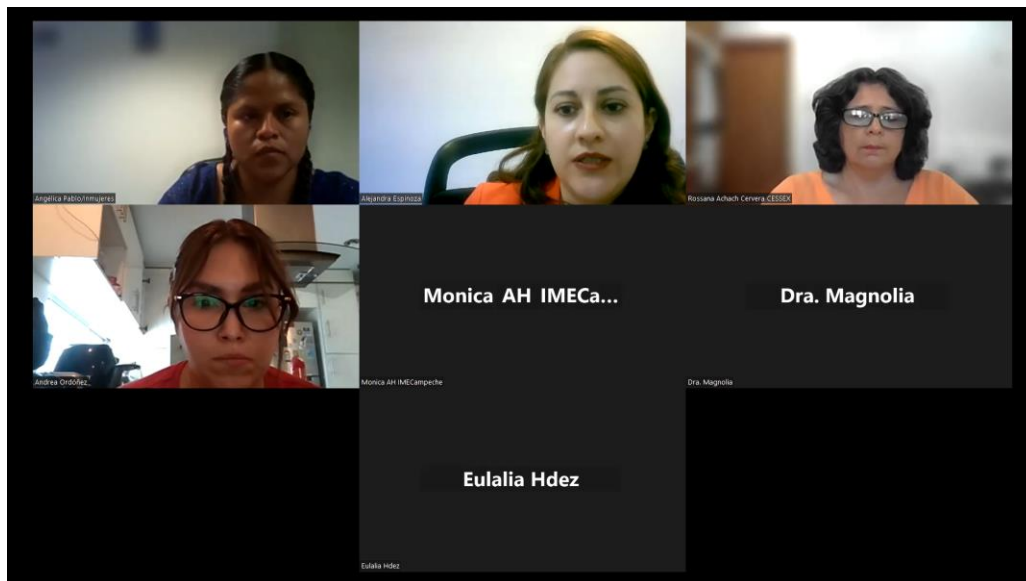 Angélica Pablo/Inmujeres
Alejandra Espinoza
Rossana Achach Cervera CESSEX
Andrea Ordóñez
Monica AH IMECa...
Monica AH IMECampeche
Dra. Magnolia
Dra. Magnolia
Eulalia Hdez
Eulalia Hdez